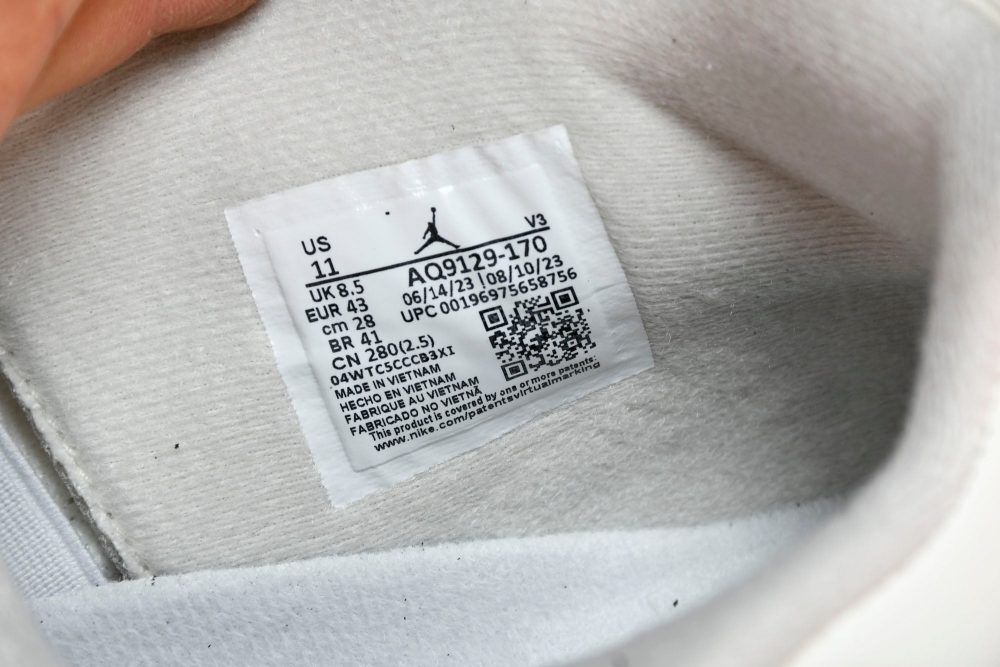 US
11
V3
AQ9129-170
06/14/23 | 08/10/23
UPC 00196975658756
UK 8.5
EUR 43
cm 28
BR 41
CN 280(2.5)
04WTC5CCCB3XI
MADE IN VIETNAM
HECHO EN VIETNAM
FABRIQUE AU VIETNAM
FABRICADO NO VIETNÃ
This product is covered by one or more patents:
www.nike.com/patentsvirtualmarking